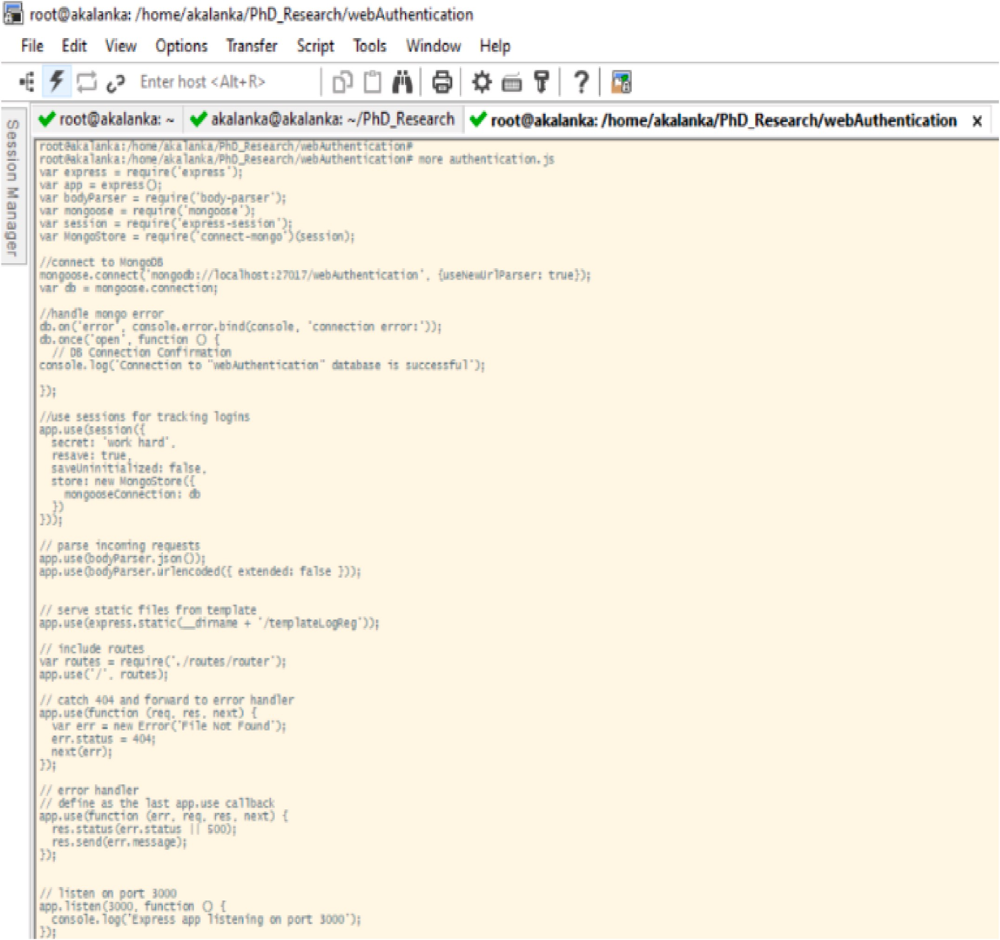 root@akalanka: /home/akalanka/PhD_Research/webAuthentication
File Edit View Options Transfer Script Tools Window Help
Enter host <Alt+R>
Session Manager
root@akalanka: ~ akalanka@akalanka: ~/PhD_Research root@akalanka: /home/akalanka/PhD_Research/webAuthentication x
root@akalanka:/home/akalanka/PhD_Research/webAuthentication#
root@akalanka:/home/akalanka/PhD_Research/webAuthentication# more authentication.js
var express = require('express');
var app = express();
var bodyParser = require('body-parser');
var mongoose = require('mongoose');
var session = require('express-session');
var MongoStore = require('connect-mongo')(session);
//connect to MongoDB
mongoose.connect('mongodb://localhost:27017/webAuthentication', {useNewUrlParser: true});
var db = mongoose.connection;
//handle mongo error
db.on('error', console.error.bind(console, 'connection error:'));
db.once('open', function () {
  // DB Connection Confirmation
console.log('Connection to "webAuthentication" database is successful');
});
//use sessions for tracking logins
app.use(session({
  secret: 'work hard',
  resave: true,
  saveUninitialized: false,
  store: new MongoStore({
    mongooseConnection: db
  })
}));
// parse incoming requests
app.use(bodyParser.json());
app.use(bodyParser.urlencoded({ extended: false }));
// serve static files from template
app.use(express.static(__dirname + '/templateLogReg'));
// include routes
var routes = require('./routes/router');
app.use('/', routes);
// catch 404 and forward to error handler
app.use(function (req, res, next) {
  var err = new Error('File Not Found');
  err.status = 404;
  next(err);
});
// error handler
// define as the last app.use callback
app.use(function (err, req, res, next) {
  res.status(err.status || 500);
  res.send(err.message);
});
// listen on port 3000
app.listen(3000, function () {
  console.log('Express app listening on port 3000');
});